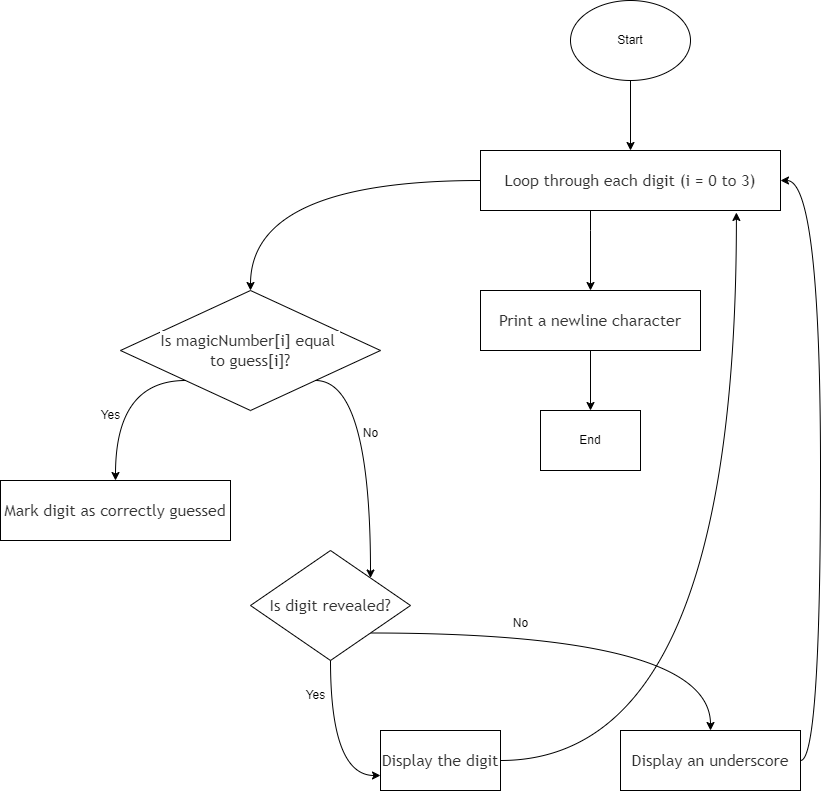 Start
Loop through each digit (i = 0 to 3)
Print a newline character
Is magicNumber[i] equal
to guess[i]?
Yes
No
End
Mark digit as correctly guessed
Is digit revealed?
No
Yes
Display the digit
Display an underscore